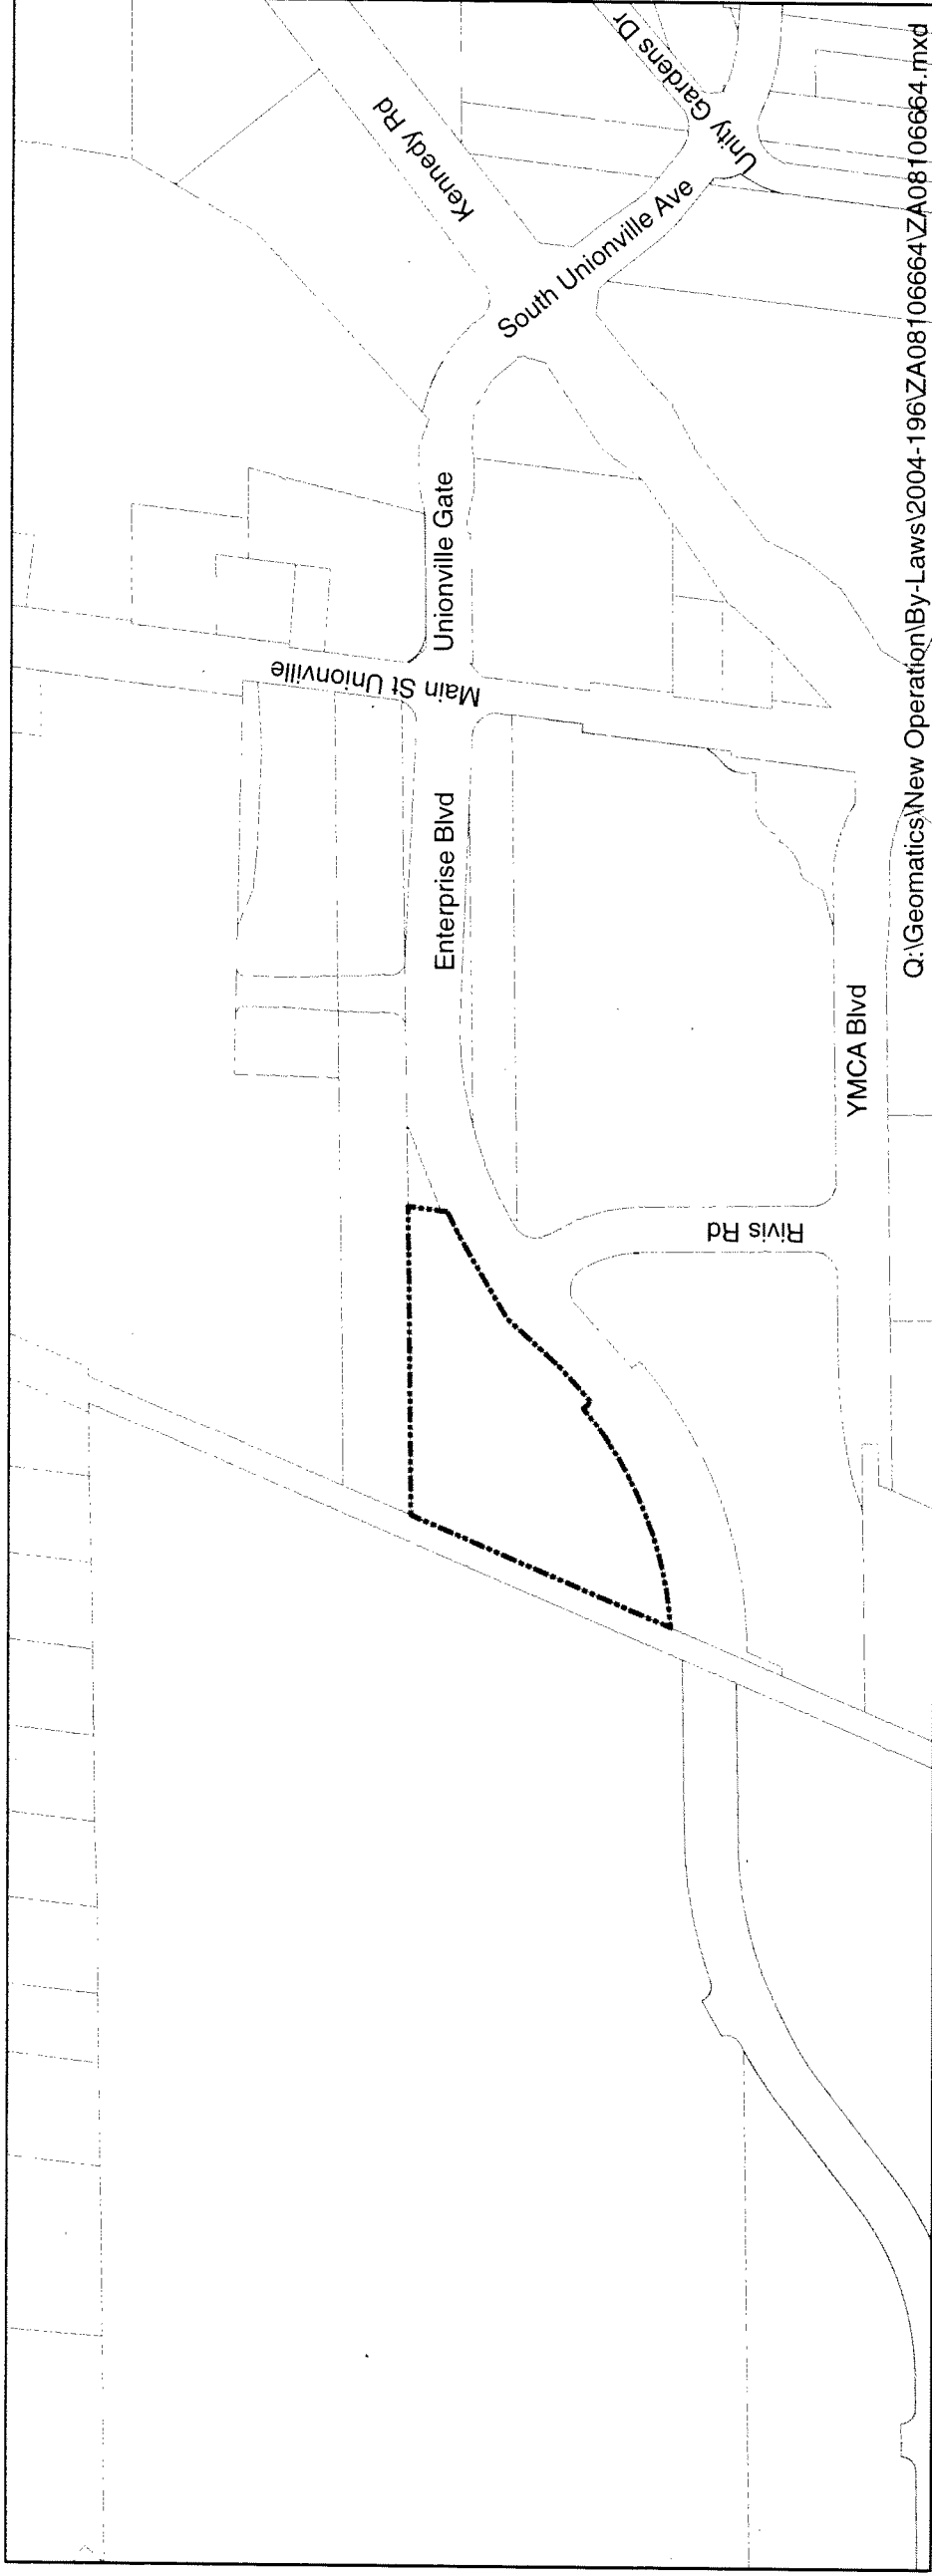 Kennedy Rd
Unity Gardens Dr
South Unionville Ave
Unionville Gate
Main St Unionville
Enterprise Blvd
YMCA Blvd
Rivis Rd
Q:\Geomatics\New Operation\By-Laws\2004-196\ZA08106664\ZA08106664.mxd